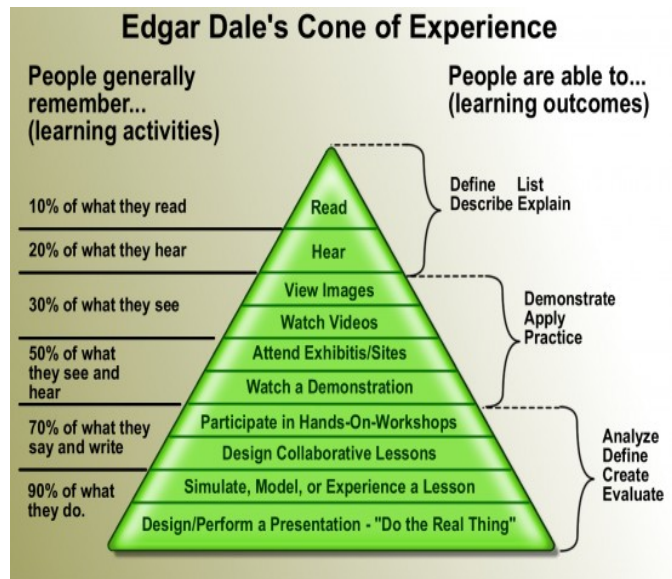 Edgar Dale's Cone of Experience
People generally
remember...
(learning activities)
People are able to...
(learning outcomes)
10% of what they read
20% of what they hear
30% of what they see
50% of what
they see and
hear
70% of what they
say and write
90% of what
they do.
Read
Hear
View Images
Watch Videos
Attend Exhibitis/Sites
Watch a Demonstration
Participate in Hands-On-Workshops
Design Collaborative Lessons
Simulate, Model, or Experience a Lesson
Design/Perform a Presentation - "Do the Real Thing"
Define List
Describe Explain
Demonstrate
Apply
Practice
Analyze
Define
Create
Evaluate